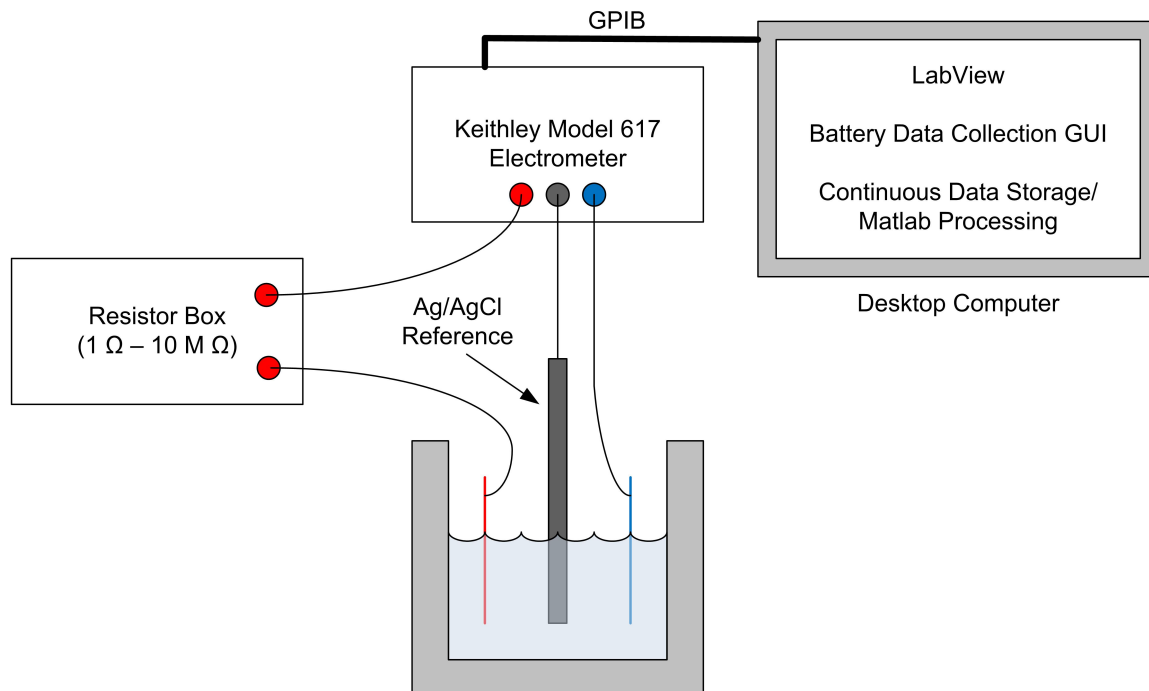 GPIB
Keithley Model 617
Electrometer
LabView
Battery Data Collection GUI
Continuous Data Storage/
Matlab Processing
Desktop Computer
Resistor Box
(1 Ω – 10 M Ω)
Ag/AgCl
Reference